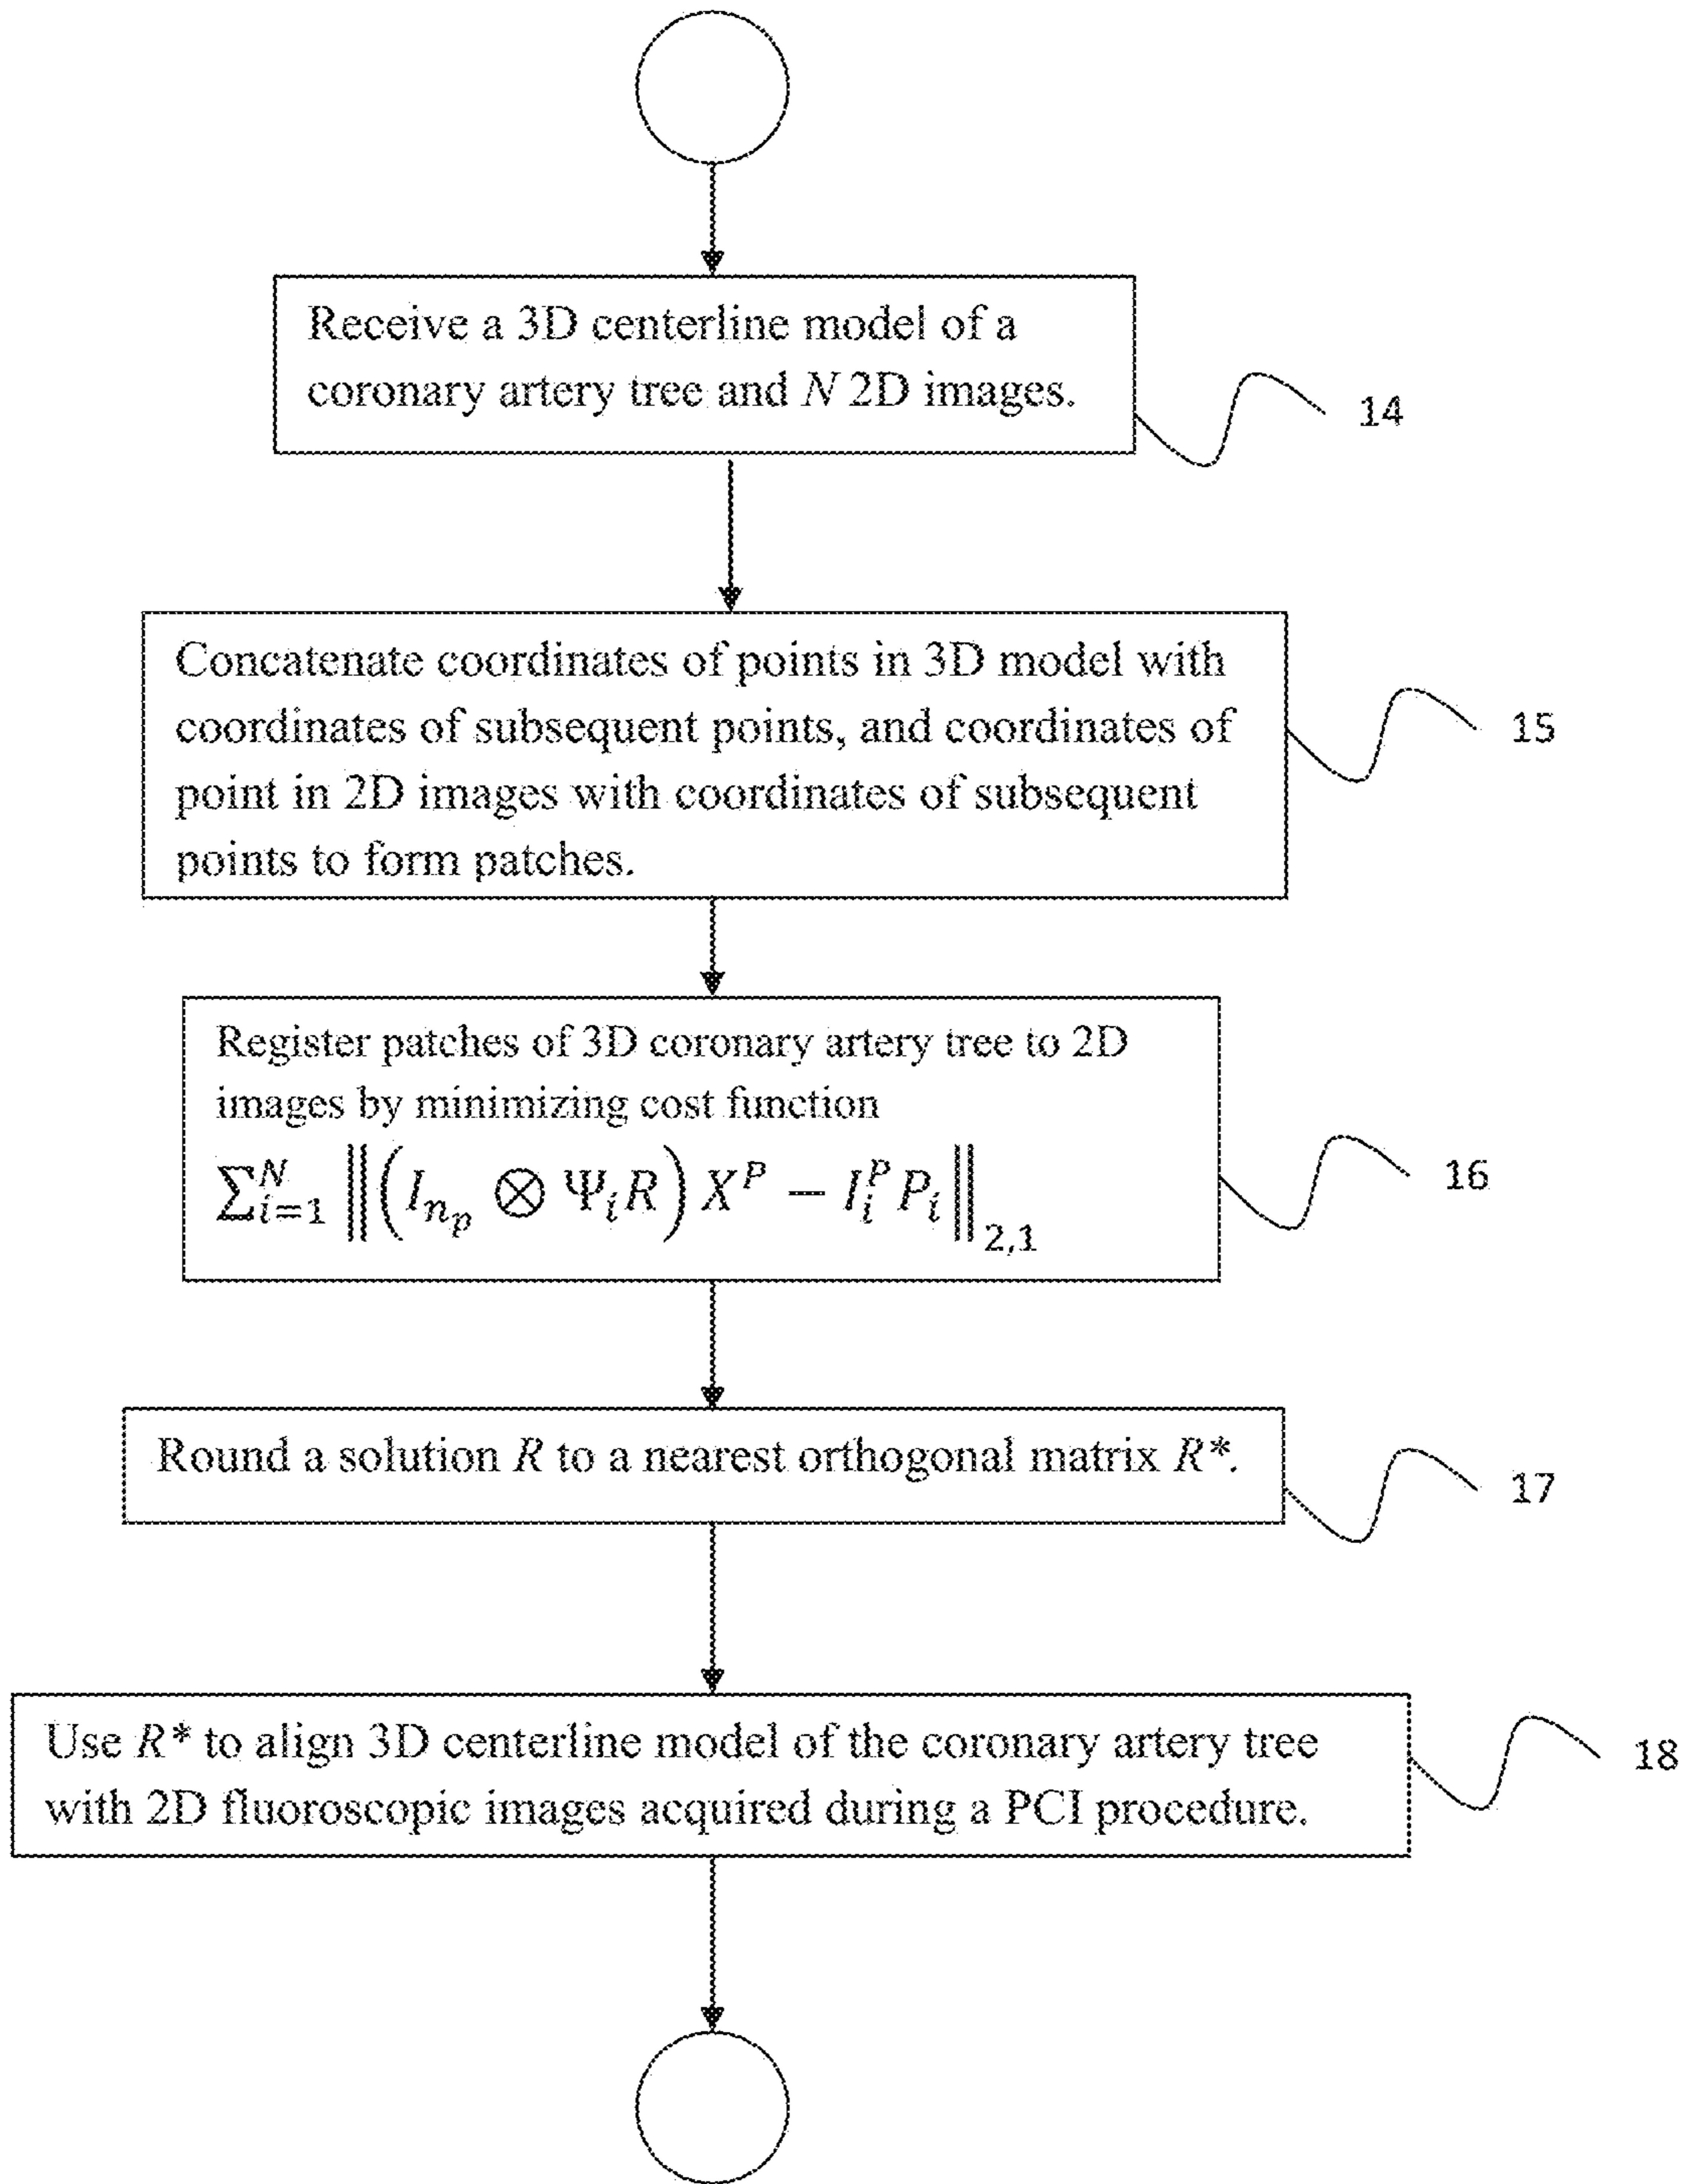 Receive a 3D centerline model of a
coronary artery tree and N 2D images.
14
Concatenate coordinates of points in 3D model with
coordinates of subsequent points, and coordinates of
point in 2D images with coordinates of subsequent
points to form patches.
15
Register patches of 3D coronary artery tree to 2D
images by minimizing cost function
∑_{i=1}^{N} ‖(I_{n_p} ⊗ Ψ_i R) X^P − I_i^P P_i‖_{2,1}
16
Round a solution R to a nearest orthogonal matrix R*.
17
Use R* to align 3D centerline model of the coronary artery tree
with 2D fluoroscopic images acquired during a PCI procedure.
18